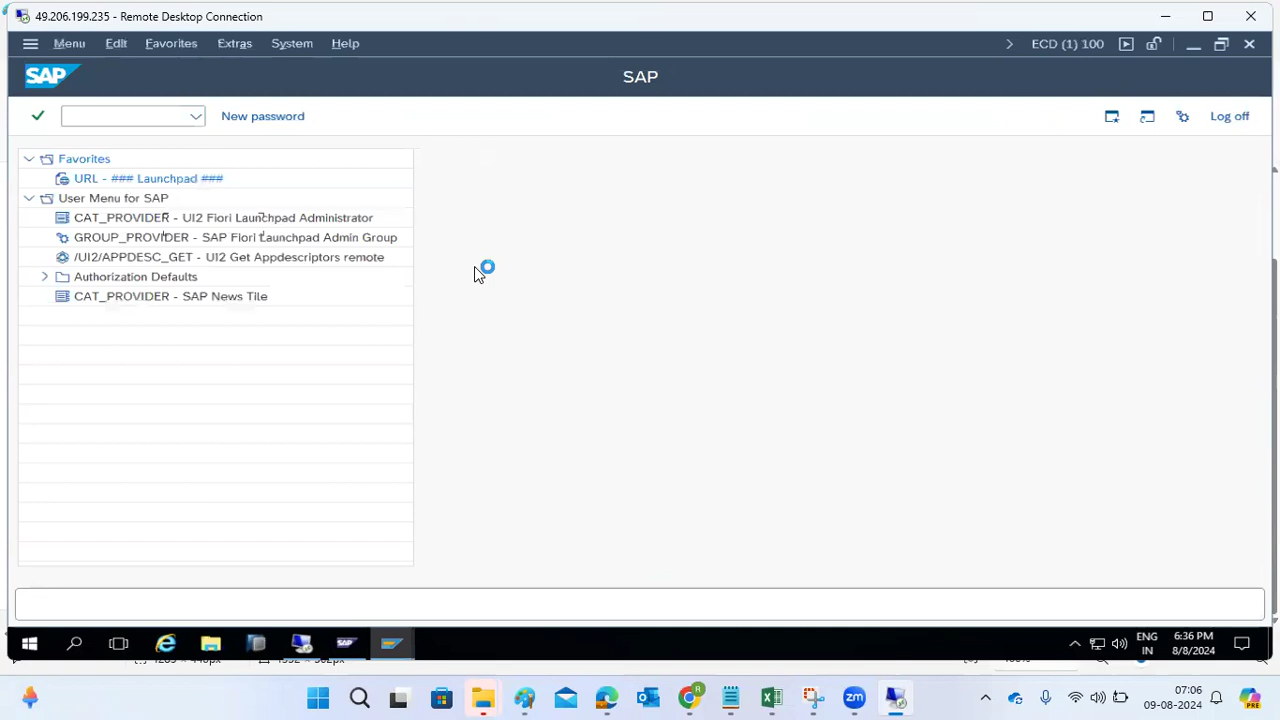 49.206.199.235 - Remote Desktop Connection
Menu Edit Favorites Extras System Help ECD (1) 100
SAP SAP
New password Log off
Favorites
URL - ### Launchpad ###
User Menu for SAP
CAT_PROVIDER - UI2 Fiori Launchpad Administrator
GROUP_PROVIDER - SAP Fiori Launchpad Admin Group
/UI2/APPDESC_GET - UI2 Get Appdescriptors remote
Authorization Defaults
CAT_PROVIDER - SAP News Tile
ENG 6:36 PM
IN 8/8/2024
07:06
09-08-2024
PRE